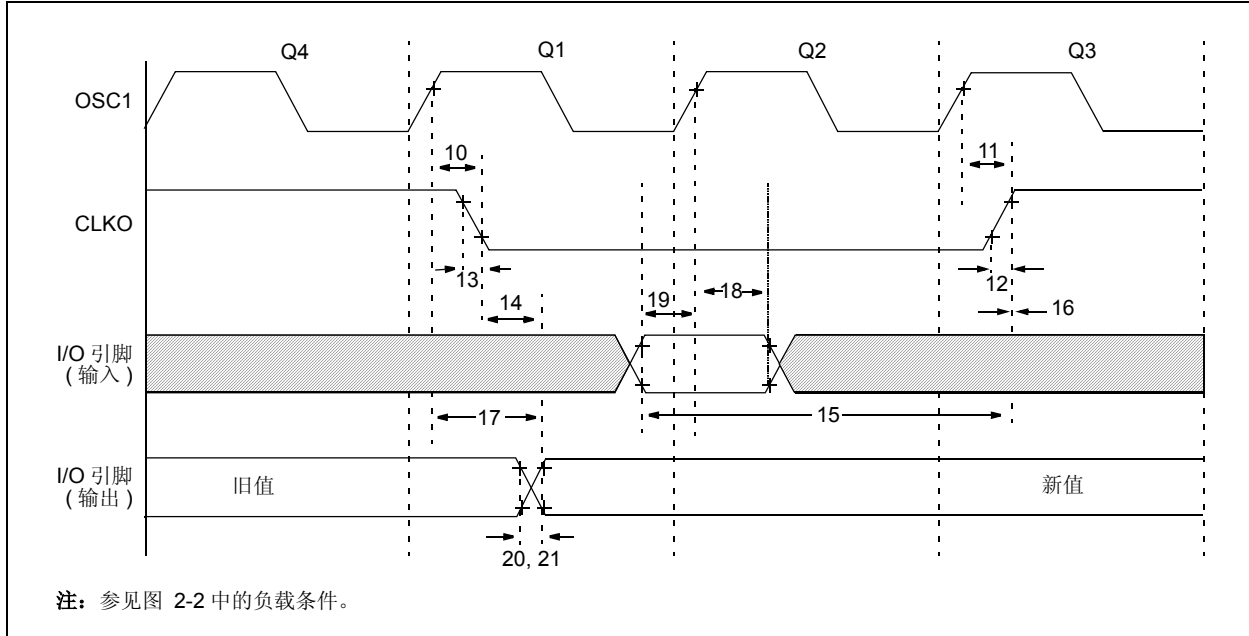 Q4 Q1 Q2 Q3
OSC1
10 11
CLKO
13 12
14 19 18 16
I/O 引脚
( 输入 )
17 15
I/O 引脚
( 输出 )
旧值 新值
20, 21
注：参见图 2-2 中的负载条件。